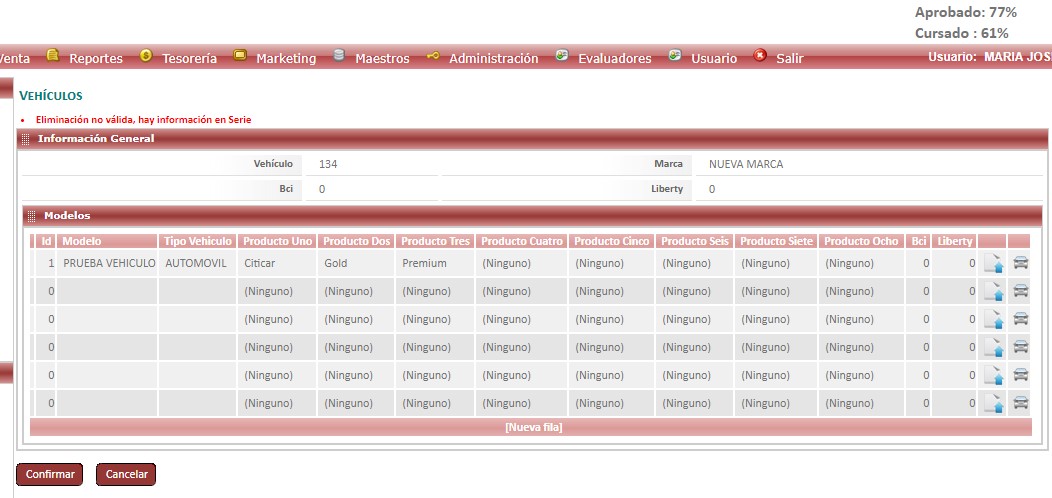 Aprobado: 77%
Cursado : 61%
Venta Reportes Tesorería Marketing Maestros Administración Evaluadores Usuario Salir Usuario: MARIA JOS
VEHÍCULOS
• Eliminación no válida, hay información en Serie
Información General
Vehículo 134 Marca NUEVA MARCA
Bci 0 Liberty 0
Modelos
Id Modelo Tipo Vehiculo Producto Uno Producto Dos Producto Tres Producto Cuatro Producto Cinco Producto Seis Producto Siete Producto Ocho Bci Liberty
1 PRUEBA VEHICULO AUTOMOVIL Citicar Gold Premium (Ninguno) (Ninguno) (Ninguno) (Ninguno) (Ninguno) 0 0
0 (Ninguno) (Ninguno) (Ninguno) (Ninguno) (Ninguno) (Ninguno) (Ninguno) (Ninguno) 0 0
0 (Ninguno) (Ninguno) (Ninguno) (Ninguno) (Ninguno) (Ninguno) (Ninguno) (Ninguno) 0 0
0 (Ninguno) (Ninguno) (Ninguno) (Ninguno) (Ninguno) (Ninguno) (Ninguno) (Ninguno) 0 0
0 (Ninguno) (Ninguno) (Ninguno) (Ninguno) (Ninguno) (Ninguno) (Ninguno) (Ninguno) 0 0
0 (Ninguno) (Ninguno) (Ninguno) (Ninguno) (Ninguno) (Ninguno) (Ninguno) (Ninguno) 0 0
[Nueva fila]
Confirmar Cancelar